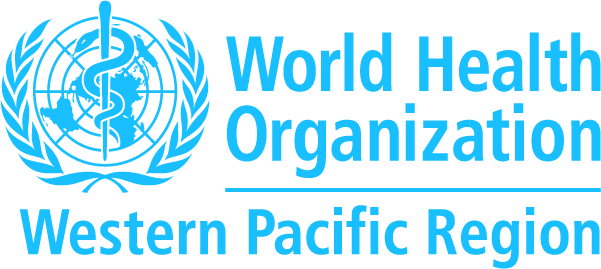 World Health
Organization
Western Pacific Region